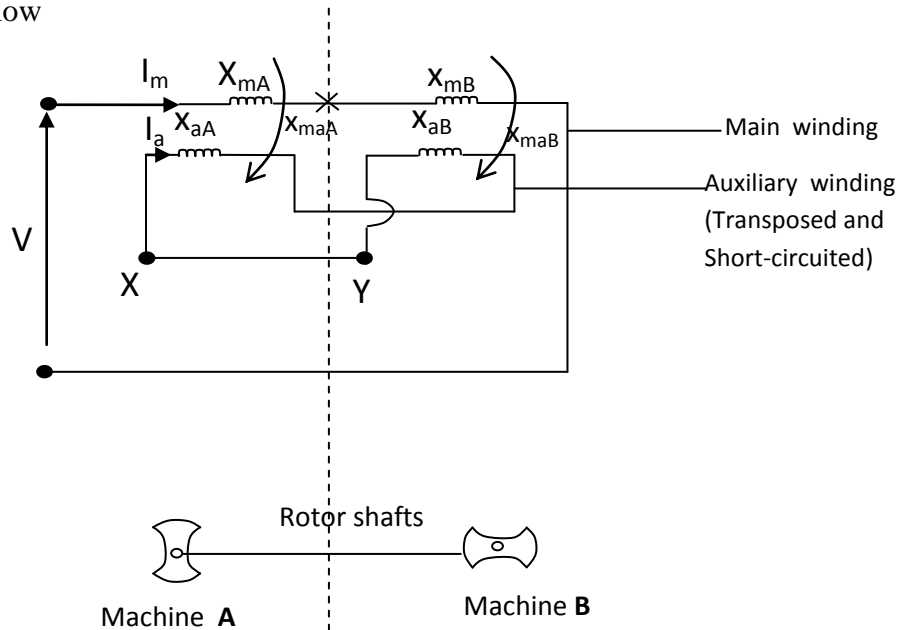 low
I_m
X_mA
x_mB
I_a
x_aA
x_maA
x_aB
x_maB
Main winding
Auxiliary winding
(Transposed and
Short-circuited)
V
X
Y
Rotor shafts
Machine A
Machine B